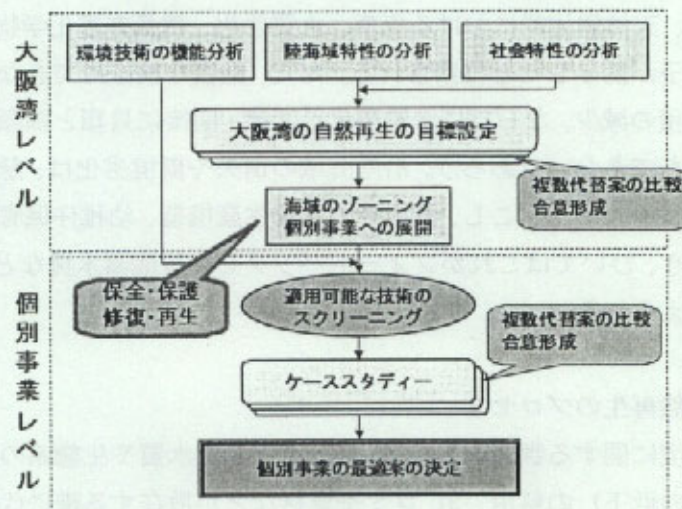 大阪湾レベル
環境技術の機能分析
陸海域特性の分析
社会特性の分析
大阪湾の自然再生の目標設定
複数代替案の比較
合意形成
海域のゾーニング
個別事業への展開
個別事業レベル
保全・保護
修復・再生
適用可能な技術の
スクリーニング
複数代替案の比較
合意形成
ケーススタディー
個別事業の最適案の決定